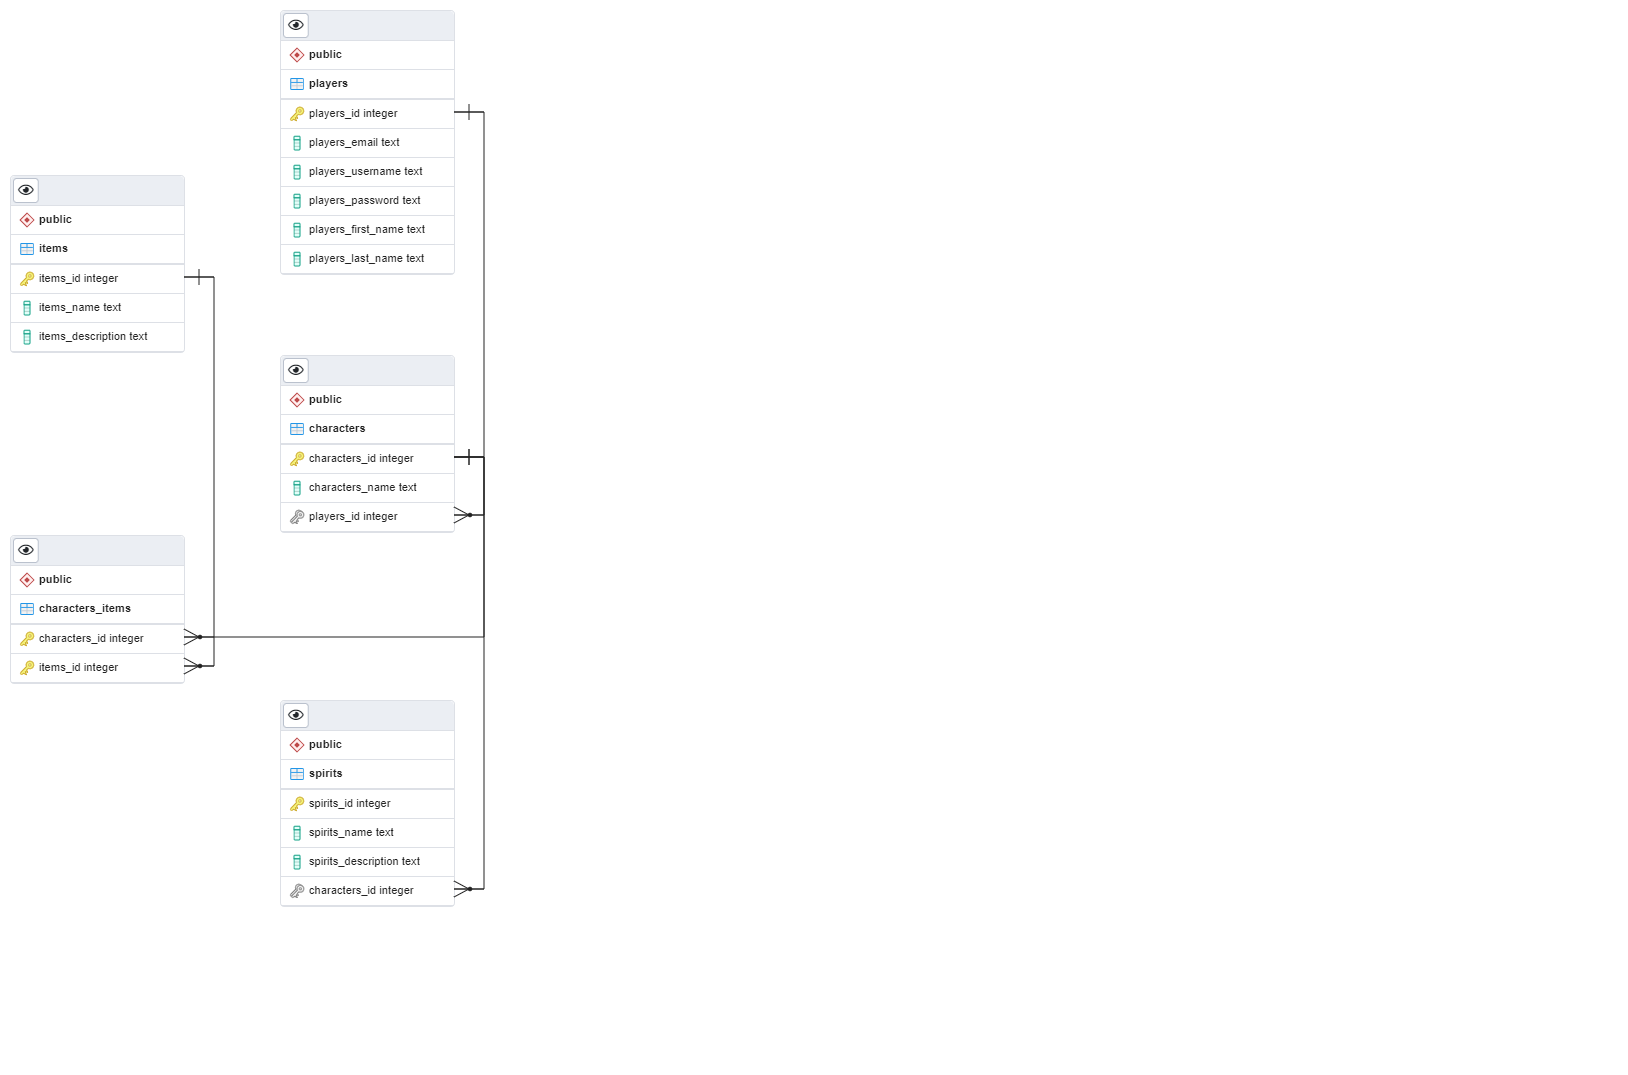 public
players
players_id integer
players_email text
players_username text
players_password text
players_first_name text
players_last_name text
public
items
items_id integer
items_name text
items_description text
public
characters
characters_id integer
characters_name text
players_id integer
public
characters_items
characters_id integer
items_id integer
public
spirits
spirits_id integer
spirits_name text
spirits_description text
characters_id integer